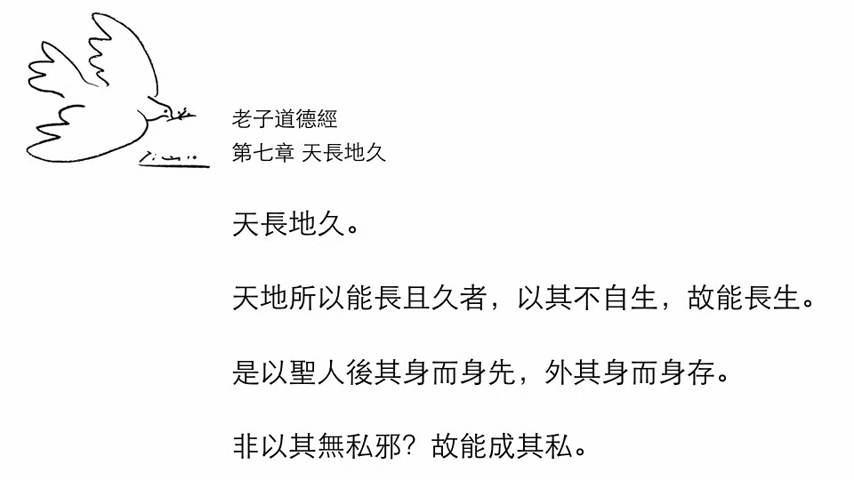 老子道德經
第七章 天長地久
天長地久。
天地所以能長且久者，以其不自生，故能長生。
是以聖人後其身而身先，外其身而身存。
非以其無私邪？故能成其私。